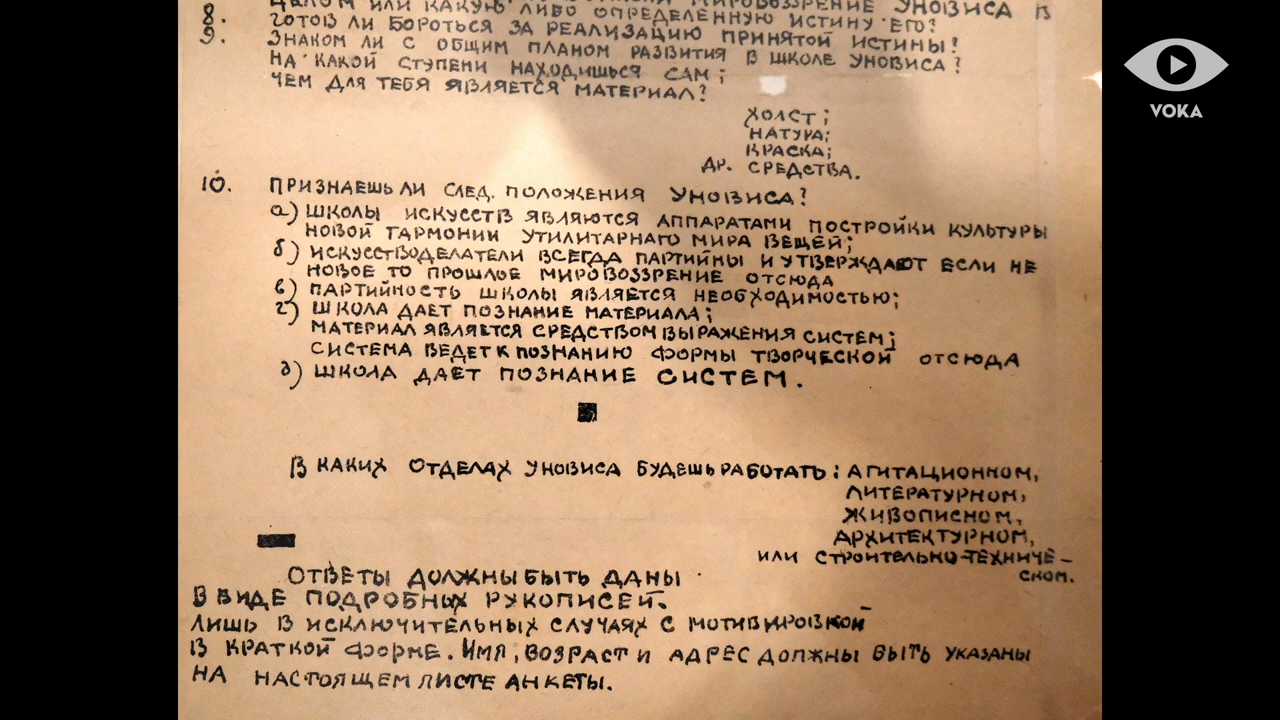 ЦЕЛОМ ИЛИ КАКУЮ ЛИБО ОПРЕДЕЛЕННУЮ ИСТИНУ ЕГО?
МИРОВОЗЗРЕНИЕ УНОВИСА В
8. ГОТОВ ЛИ БОРОТЬСЯ ЗА РЕАЛИЗАЦИЮ ПРИНЯТОЙ ИСТИНЫ?
9. ЗНАКОМ ЛИ С ОБЩИМ ПЛАНОМ РАЗВИТИЯ В ШКОЛЕ УНОВИСА?
НА КАКОЙ СТУПЕНИ НАХОДИШЬСЯ САМ;
ЧЕМ ДЛЯ ТЕБЯ ЯВЛЯЕТСЯ МАТЕРИАЛ?
ХОЛСТ;
НАТУРА;
КРАСКА;
ДР. СРЕДСТВА.
10. ПРИЗНАЕШЬ ЛИ СЛЕД. ПОЛОЖЕНИЯ УНОВИСА?
а) ШКОЛЫ ИСКУССТВ ЯВЛЯЮТСЯ АППАРАТАМИ ПОСТРОЙКИ КУЛЬТУРЫ
НОВОЙ ГАРМОНИИ УТИЛИТАРНАГО МИРА ВЕЩЕЙ;
б) ИСКУССТВОДЕЛАТЕЛИ ВСЕГДА ПАРТИЙНЫ И УТВЕРЖДАЮТ ЕСЛИ НЕ
НОВОЕ ТО ПРОШЛОЕ МИРОВОЗЗРЕНИЕ ОТСЮДА
в) ПАРТИЙНОСТЬ ШКОЛЫ ЯВЛЯЕТСЯ НЕОБХОДИМОСТЬЮ;
г) ШКОЛА ДАЕТ ПОЗНАНИЕ МАТЕРИАЛА;
МАТЕРИАЛ ЯВЛЯЕТСЯ СРЕДСТВОМ ВЫРАЖЕНИЯ СИСТЕМ;
СИСТЕМА ВЕДЕТ К ПОЗНАНИЮ ФОРМЫ ТВОРЧЕСКОЙ ОТСЮДА
д) ШКОЛА ДАЕТ ПОЗНАНИЕ СИСТЕМ.
В КАКИХ ОТДЕЛАХ УНОВИСА БУДЕШЬ РАБОТАТЬ: АГИТАЦИОННОМ,
ЛИТЕРАТУРНОМ,
ЖИВОПИСНОМ,
АРХИТЕКТУРНОМ,
ИЛИ СТРОИТЕЛЬНО-ТЕХНИЧЕ-
СКОМ.
ОТВЕТЫ ДОЛЖНЫ БЫТЬ ДАНЫ
В ВИДЕ ПОДРОБНЫХ РУКОПИСЕЙ.
ЛИШЬ В ИСКЛЮЧИТЕЛЬНЫХ СЛУЧАЯХ С МОТИВИРОВКОЙ
В КРАТКОЙ ФОРМЕ. ИМЯ, ВОЗРАСТ И АДРЕС ДОЛЖНЫ БЫТЬ УКАЗАНЫ
НА НАСТОЯЩЕМ ЛИСТЕ АНКЕТЫ.
VOKA